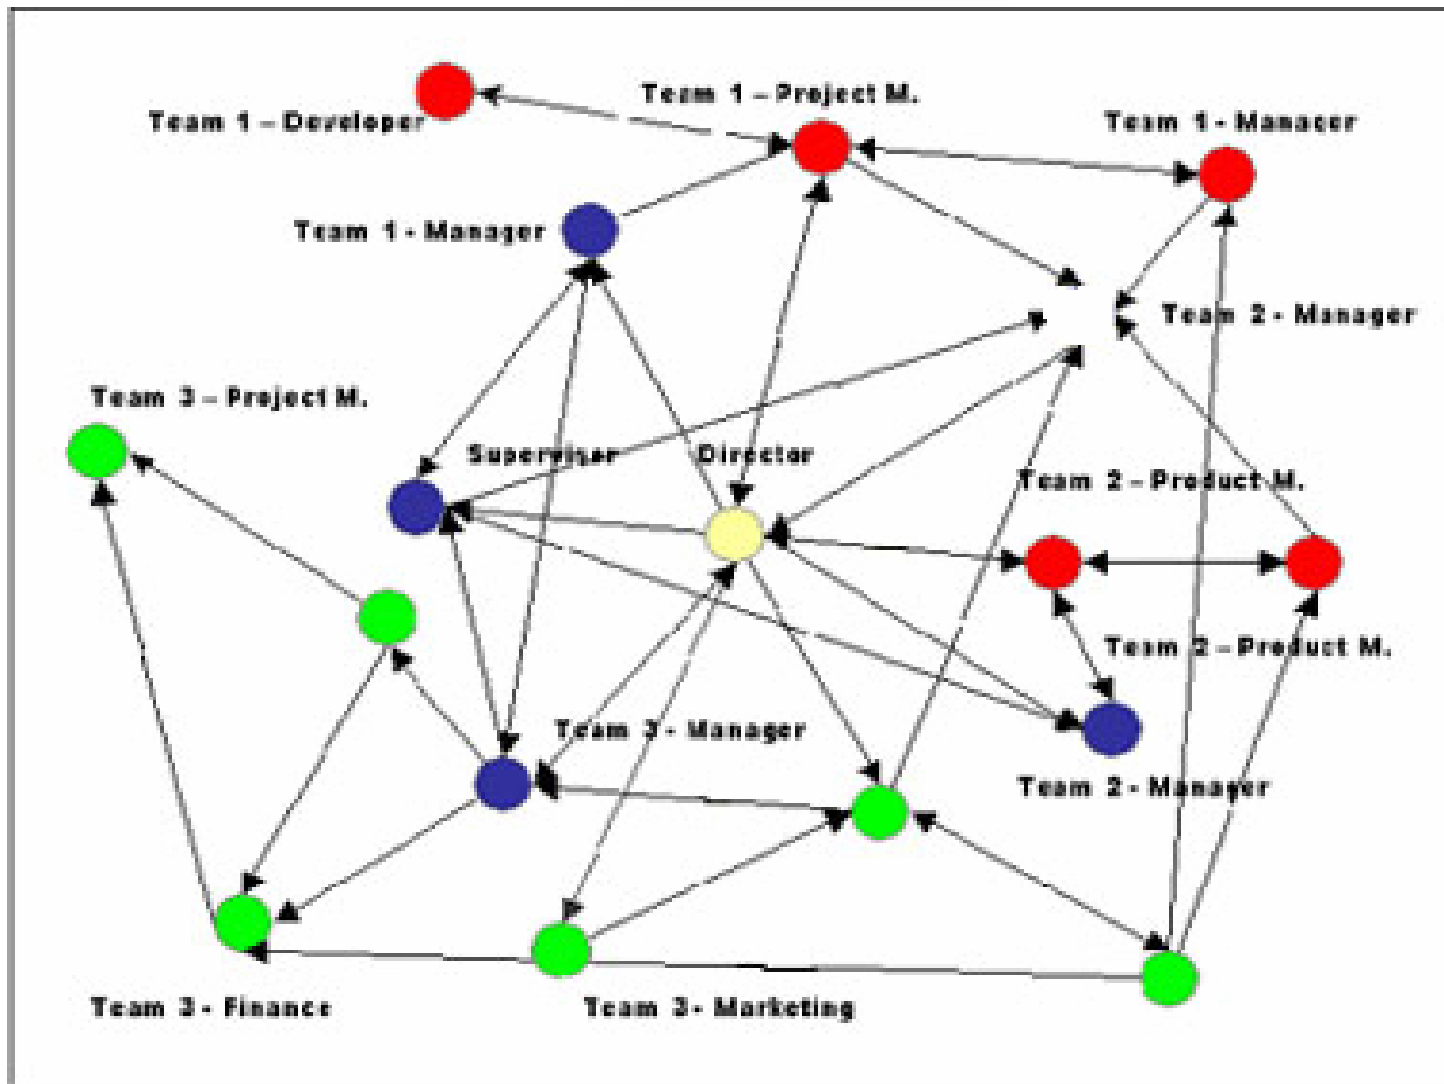 Team 1 - Project M.
Team 1 - Developer
Team 1 - Manager
Team 1 - Manager
Team 2 - Manager
Team 3 - Project M.
Supervisor
Director
Team 2 - Product M.
Team 2 - Product M.
Team 3 - Manager
Team 2 - Manager
Team 3 - Finance
Team 3 - Marketing